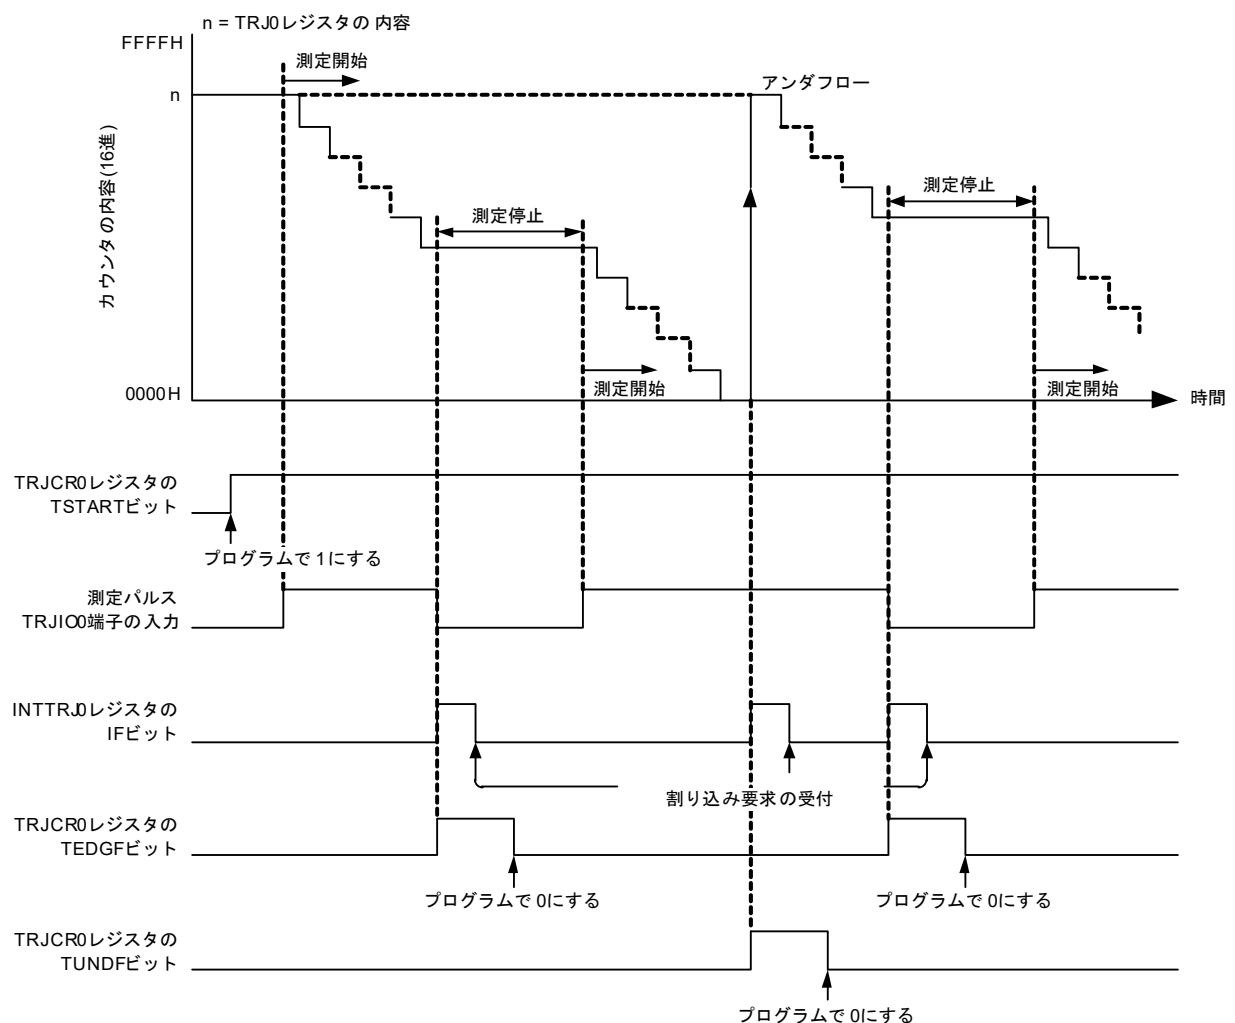 n = TRJ0レジスタの 内容
FFFFH
測定開始
n
アンダフロー
カウンタ の内容(16進)
測定停止
測定停止
測定開始
測定開始
0000H
時間
TRJCR0レジスタの
TSTARTビット
プログラムで 1にする
測定パルス
TRJIO0端子の入力
INTTRJ0レジスタの
IFビット
割り込み要求の受付
TRJCR0レジスタの
TEDGFビット
プログラムで 0にする
プログラムで 0にする
TRJCR0レジスタの
TUNDFビット
プログラムで 0にする